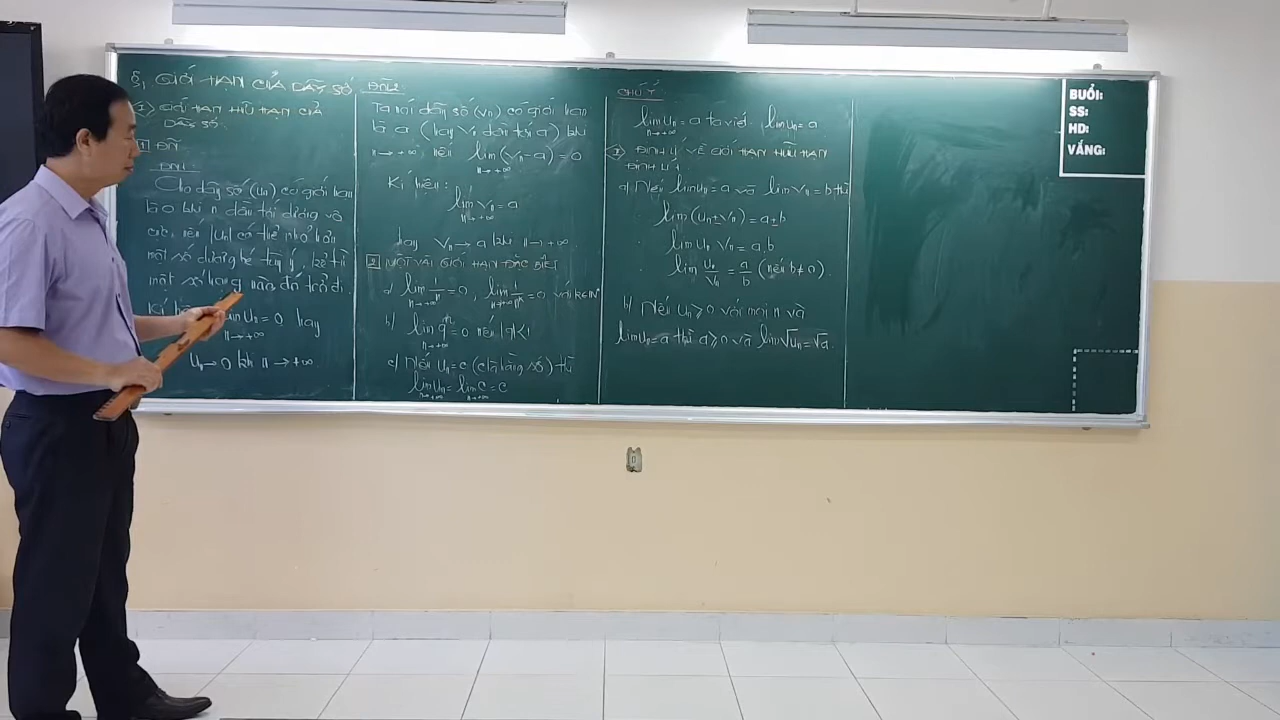 §1 GIỚI HẠN CỦA DÃY SỐ
I GIỚI HẠN HỮU HẠN CỦA
DÃY SỐ
1 ĐN
ĐN1
Cho dãy số (un) có giới hạn
là 0 khi n dần tới dương vô
cực, nếu |un| có thể nhỏ hơn
một số dương bé tùy ý, kể từ
một số hạng nào đó trở đi.
Kí un = 0 hay
n→+∞
un→0 khi n→+∞
ĐN2
Ta nói dãy số (vn) có giới hạn
là a (hay vn dần tới a) khi
n→+∞, nếu lim (vn-a)=0
n→+∞
Kí hiệu:
lim vn = a
n→+∞
hay vn→a khi n→+∞.
2 MỘT VÀI GIỚI HẠN ĐẶC BIỆT
a) lim 1/n = 0, lim 1/n^k = 0 với k∈N*
n→+∞ n→+∞
b) lim q^n = 0 nếu |q|<1
n→+∞
c) Nếu un=c (c là hằng số) thì
lim un = lim c = c
n→+∞ n→+∞
CHÚ Ý
lim un = a ta viết: lim un = a
n→+∞
II ĐỊNH LÝ VỀ GIỚI HẠN HỮU HẠN
ĐỊNH LÍ 1
a) Nếu lim un=a và lim vn=b thì
lim (un±vn)=a±b
lim un vn = a.b
lim un/vn = a/b (nếu b≠0).
b) Nếu un≥0 với mọi n và
lim un=a thì a≥0 và lim √un=√a.
BUỔI:
SS:
HD:
VẮNG: